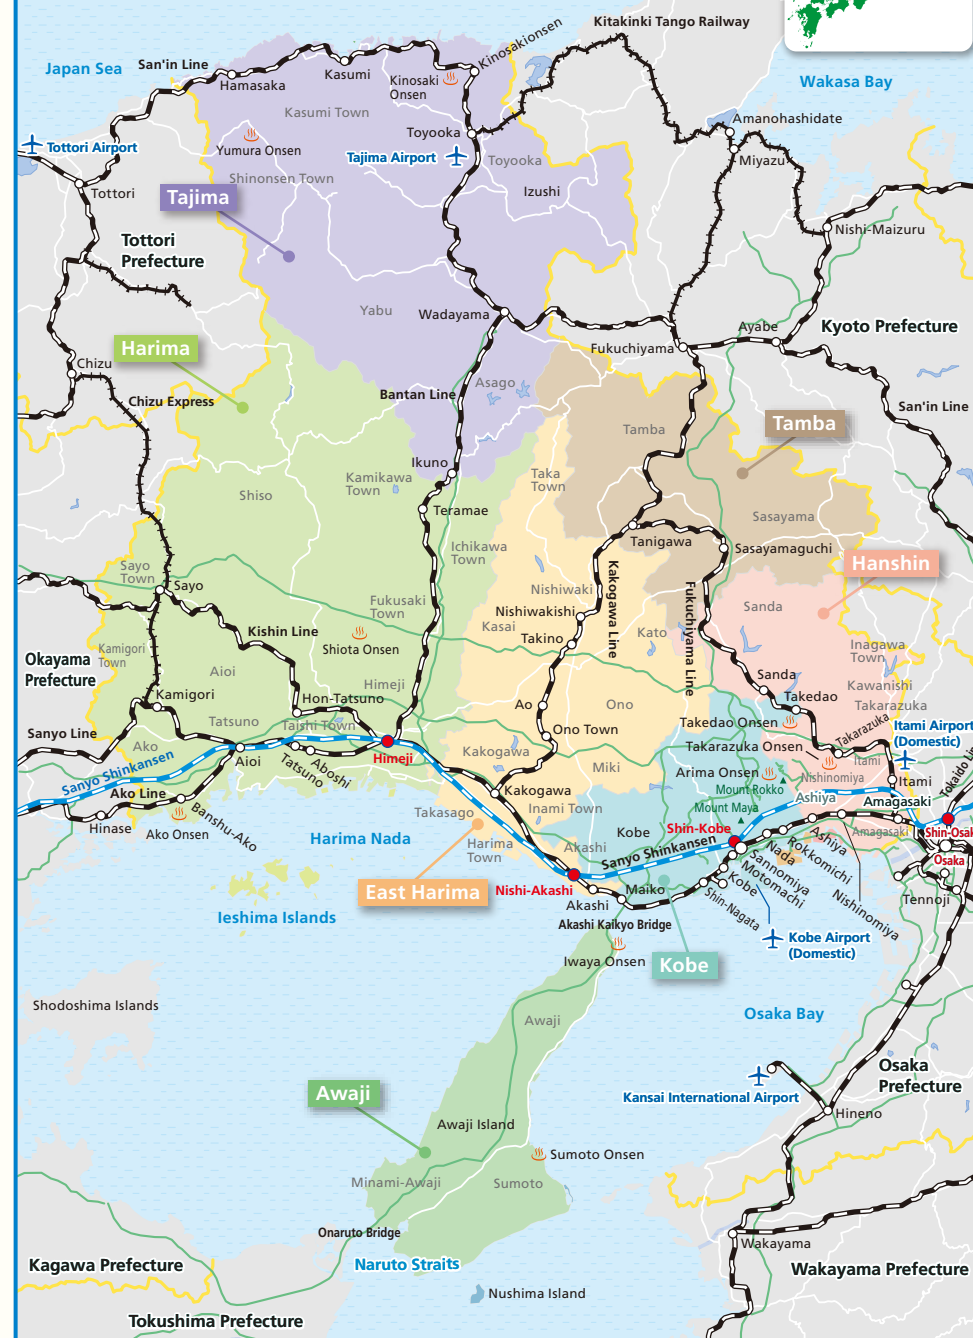 Kitakinki Tango Railway
Kinosakionsen
San'in Line
Japan Sea
Kasumi
Hamasaka
Kinosaki
Onsen
Wakasa Bay
Kasumi Town
Amanohashidate
Toyooka
Tottori Airport
Yumura Onsen
Tajima Airport
Toyooka
Miyazu
Shinonsen Town
Izushi
Tottori
Tajima
Nishi-Maizuru
Tottori
Prefecture
Yabu
Wadayama
Ayabe
Kyoto Prefecture
Harima
Fukuchiyama
Chizu
Asago
Bantan Line
Chizu Express
San'in Line
Tamba
Tamba
Ikuno
Taka
Town
Kamikawa
Town
Shiso
Teramae
Sasayama
Tanigawa
Sasayamaguchi
Ichikawa
Town
Hanshin
Sayo
Town
Sayo
Kakogawa Line
Fukuchiyama Line
Nishiwaki
Fukusaki
Town
Nishiwakishi
Sanda
Kasai
Kishin Line
Kato
Takino
Shiota Onsen
Inagawa
Town
Kamigori
Town
Okayama
Prefecture
Aioi
Sanda
Himeji
Kawanishi
Kamigori
Hon-Tatsuno
Takedao
Ao
Ono
Takarazuka
Tatsuno
Taishi Town
Takedao Onsen
Itami Airport
(Domestic)
Sanyo Line
Ono Town
Takarazuka
Ako
Takarazuka Onsen
Kakogawa
Himeji
Itami
Sanyo Shinkansen
Aioi
Tatsuno
Aboshi
Miki
Arima Onsen
Nishinomiya
Itami
Tokaido Lin
Mount Rokko
Ako Line
Kakogawa
Ashiya
Amagasaki
Banshu-Ako
Takasago
Inami Town
Mount Maya
Hinase
Ako Onsen
Harima Nada
Kobe
Shin-Kobe
Ashiya
Amagasaki
Shin-Osak
Harima
Town
Akashi
Sanyo Shinkansen
Nada
Rokkomichi
Osaka
Sannomiya
Motomachi
East Harima
Nishi-Akashi
Maiko
Kobe
Shin-Nagata
Nishinomiya
Tennoji
Akashi
Ieshima Islands
Akashi Kaikyo Bridge
Kobe Airport
(Domestic)
Iwaya Onsen
Kobe
Shodoshima Islands
Awaji
Osaka Bay
Osaka
Prefecture
Awaji
Kansai International Airport
Hineno
Awaji Island
Sumoto Onsen
Minami-Awaji
Sumoto
Onaruto Bridge
Wakayama
Kagawa Prefecture
Naruto Straits
Wakayama Prefecture
Nushima Island
Tokushima Prefecture